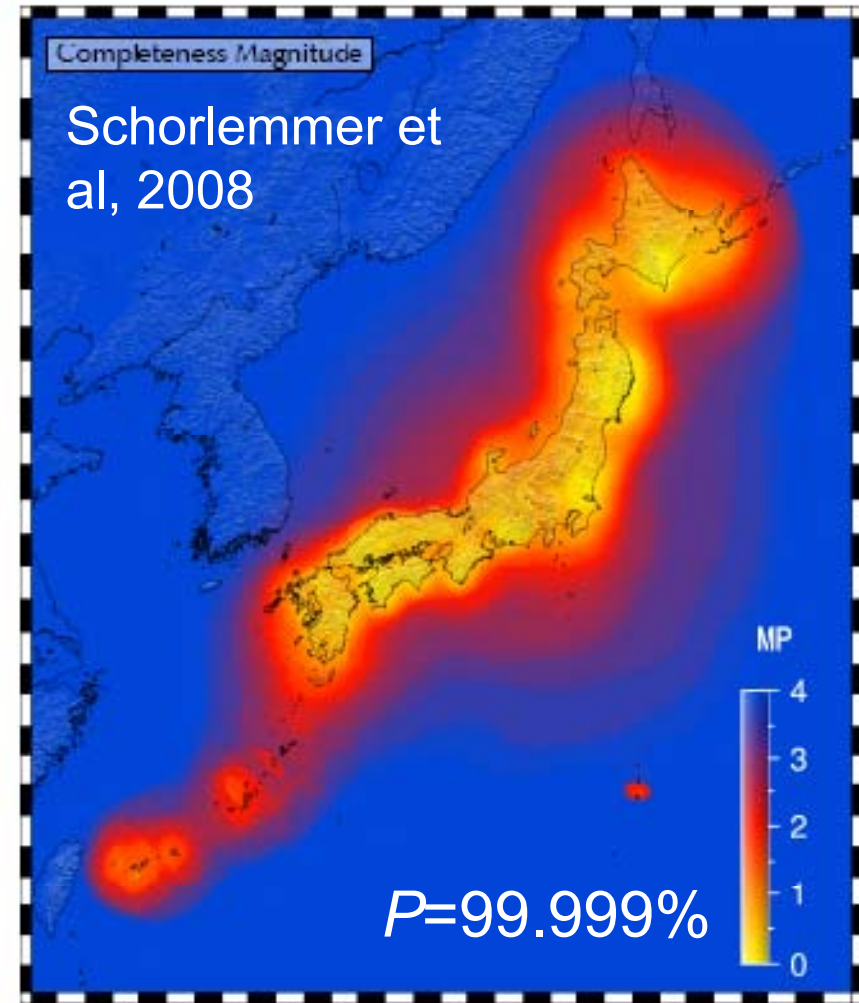 Completeness Magnitude
Schorlemmer et
al, 2008
MP
4
3
2
1
0
P=99.999%